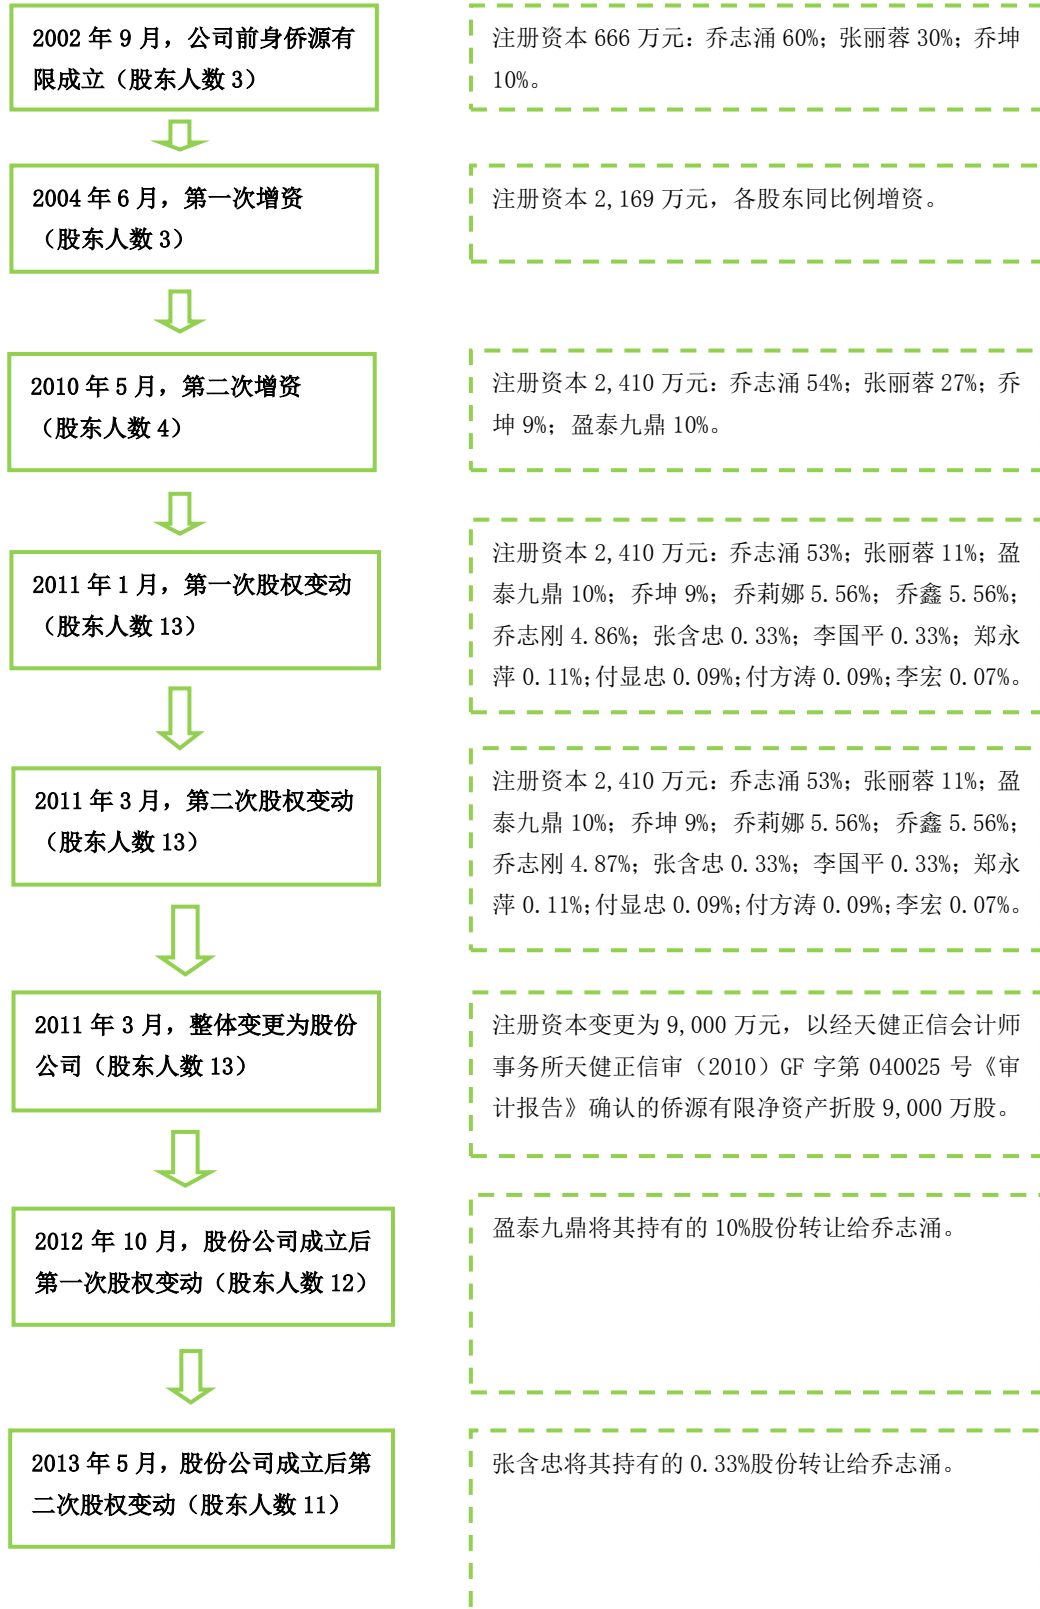 2002 年 9 月，公司前身侨源有
限成立（股东人数 3）
注册资本 666 万元：乔志涌 60%；张丽蓉 30%；乔坤
10%。
2004 年 6 月，第一次增资
（股东人数 3）
注册资本 2,169 万元，各股东同比例增资。
2010 年 5 月，第二次增资
（股东人数 4）
注册资本 2,410 万元：乔志涌 54%；张丽蓉 27%；乔
坤 9%；盈泰九鼎 10%。
2011 年 1 月，第一次股权变动
（股东人数 13）
注册资本 2,410 万元：乔志涌 53%；张丽蓉 11%；盈
泰九鼎 10%；乔坤 9%；乔莉娜 5.56%；乔鑫 5.56%；
乔志刚 4.86%；张含忠 0.33%；李国平 0.33%；郑永
萍 0.11%;付显忠 0.09%;付方涛 0.09%;李宏 0.07%。
2011 年 3 月，第二次股权变动
（股东人数 13）
注册资本 2,410 万元：乔志涌 53%；张丽蓉 11%；盈
泰九鼎 10%；乔坤 9%；乔莉娜 5.56%；乔鑫 5.56%；
乔志刚 4.87%；张含忠 0.33%；李国平 0.33%；郑永
萍 0.11%;付显忠 0.09%;付方涛 0.09%;李宏 0.07%。
2011 年 3 月，整体变更为股份
公司（股东人数 13）
注册资本变更为 9,000 万元，以经天健正信会计师
事务所天健正信审（2010）GF 字第 040025 号《审
计报告》确认的侨源有限净资产折股 9,000 万股。
2012 年 10 月，股份公司成立后
第一次股权变动（股东人数 12）
盈泰九鼎将其持有的 10%股份转让给乔志涌。
2013 年 5 月，股份公司成立后第
二次股权变动（股东人数 11）
张含忠将其持有的 0.33%股份转让给乔志涌。